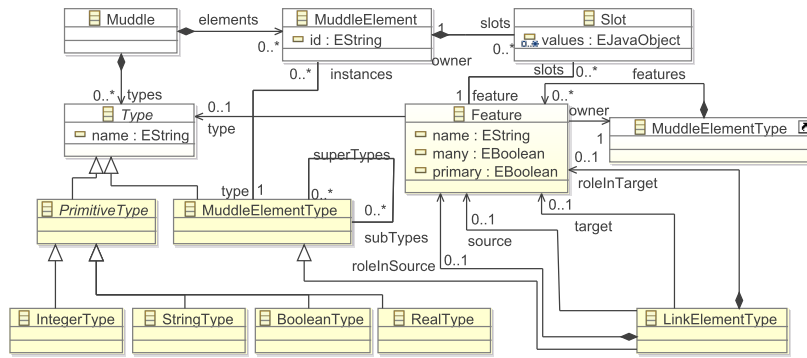 Muddle
elements
0..*
MuddleElement
id : EString
1
slots
0..*
owner
Slot
values : EJavaObject
0..*
0..*
types
0..*
instances
slots
0..*
features
Type
name : EString
0..1
type
1
feature
0..*
Feature
name : EString
many : EBoolean
primary : EBoolean
owner
1
MuddleElementType
0..1
roleInTarget
superTypes
0..*
type
1
0..*
subTypes
PrimitiveType
MuddleElementType
0..1
source
0..1
target
roleInSource
0..1
IntegerType
StringType
BooleanType
RealType
LinkElementType